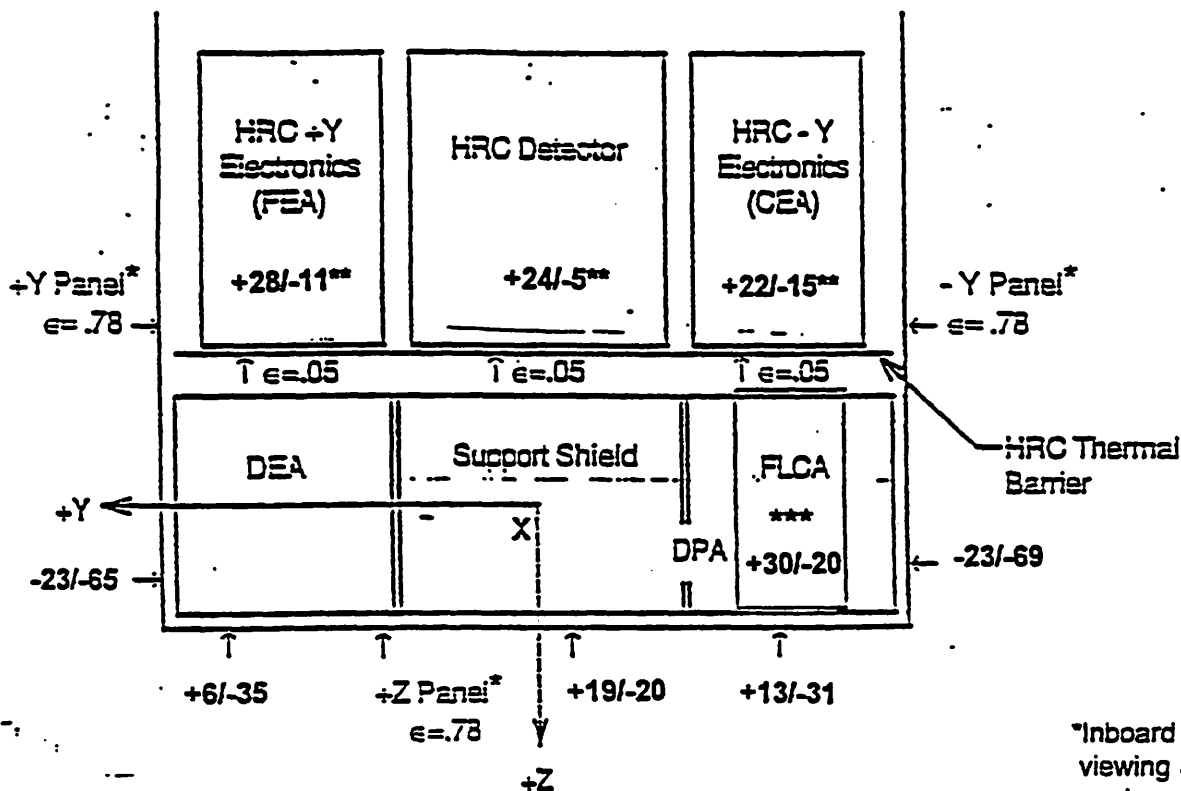 HRC +Y
Electronics
(FEA)
+28/-11**
HRC Detector
+24/-5**
HRC - Y
Electronics
(CEA)
+22/-15**
+Y Panel*
∈= .78
- Y Panel*
∈= .78
∈=.05
∈=.05
∈=.05
HRC Thermal
Barrier
DEA
Support Shield
FLCA
***
+30/-20
DPA
+Y
X
-23/-65
-23/-69
+6/-35
+Z Panel*
∈=.78
+19/-20
+13/-31
+Z
*Inboard
viewing